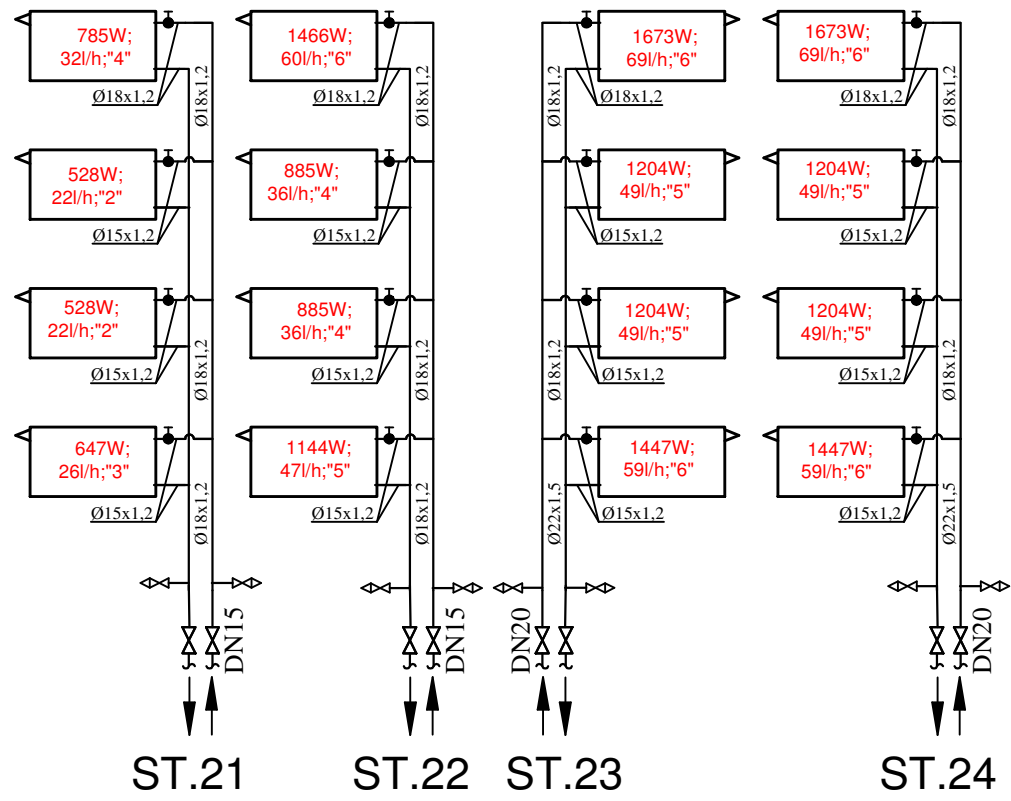 785W;
32l/h;"4"
1466W;
60l/h;"6"
1673W;
69l/h;"6"
1673W;
69l/h;"6"
Ø18x1,2
Ø18x1,2
Ø18x1,2
Ø18x1,2
Ø18x1,2
Ø18x1,2
Ø18x1,2
Ø18x1,2
528W;
22l/h;"2"
885W;
36l/h;"4"
1204W;
49l/h;"5"
1204W;
49l/h;"5"
Ø15x1,2
Ø15x1,2
Ø15x1,2
Ø15x1,2
528W;
22l/h;"2"
885W;
36l/h;"4"
1204W;
49l/h;"5"
1204W;
49l/h;"5"
Ø15x1,2
Ø18x1,2
Ø15x1,2
Ø18x1,2
Ø18x1,2
Ø15x1,2
Ø15x1,2
Ø18x1,2
647W;
26l/h;"3"
1144W;
47l/h;"5"
1447W;
59l/h;"6"
1447W;
59l/h;"6"
Ø15x1,2
Ø18x1,2
Ø15x1,2
Ø18x1,2
Ø22x1,5
Ø15x1,2
Ø15x1,2
Ø22x1,5
DN15
DN15
DN20
DN20
ST.21
ST.22
ST.23
ST.24